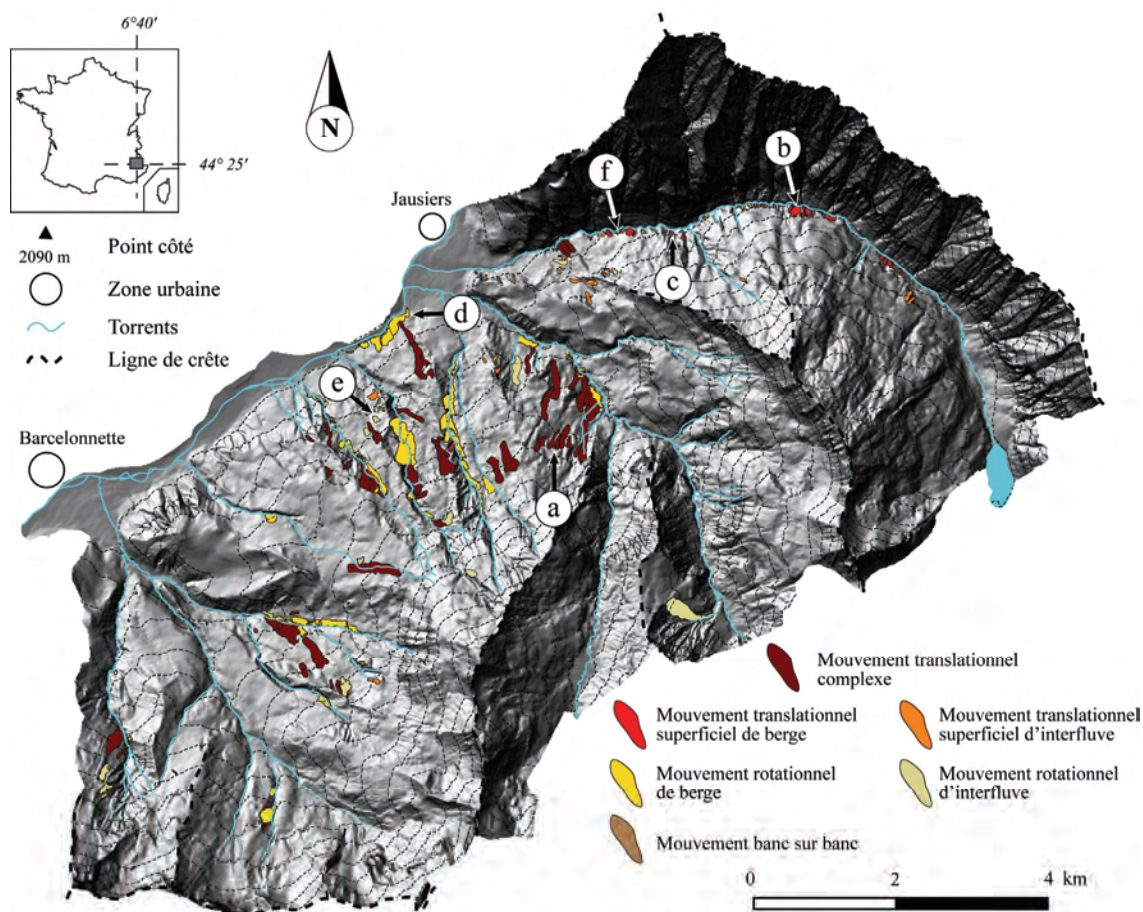 6°40'
44° 25'
N
2090 m
Point côté
Zone urbaine
Torrents
Ligne de crête
Jausiers
Barcelonnette
b
f
c
d
e
a
Mouvement translationnel
complexe
Mouvement translationnel
superficiel de berge
Mouvement translationnel
superficiel d'interfluve
Mouvement rotationnel
de berge
Mouvement rotationnel
d'interfluve
Mouvement banc sur banc
0 2 4 km